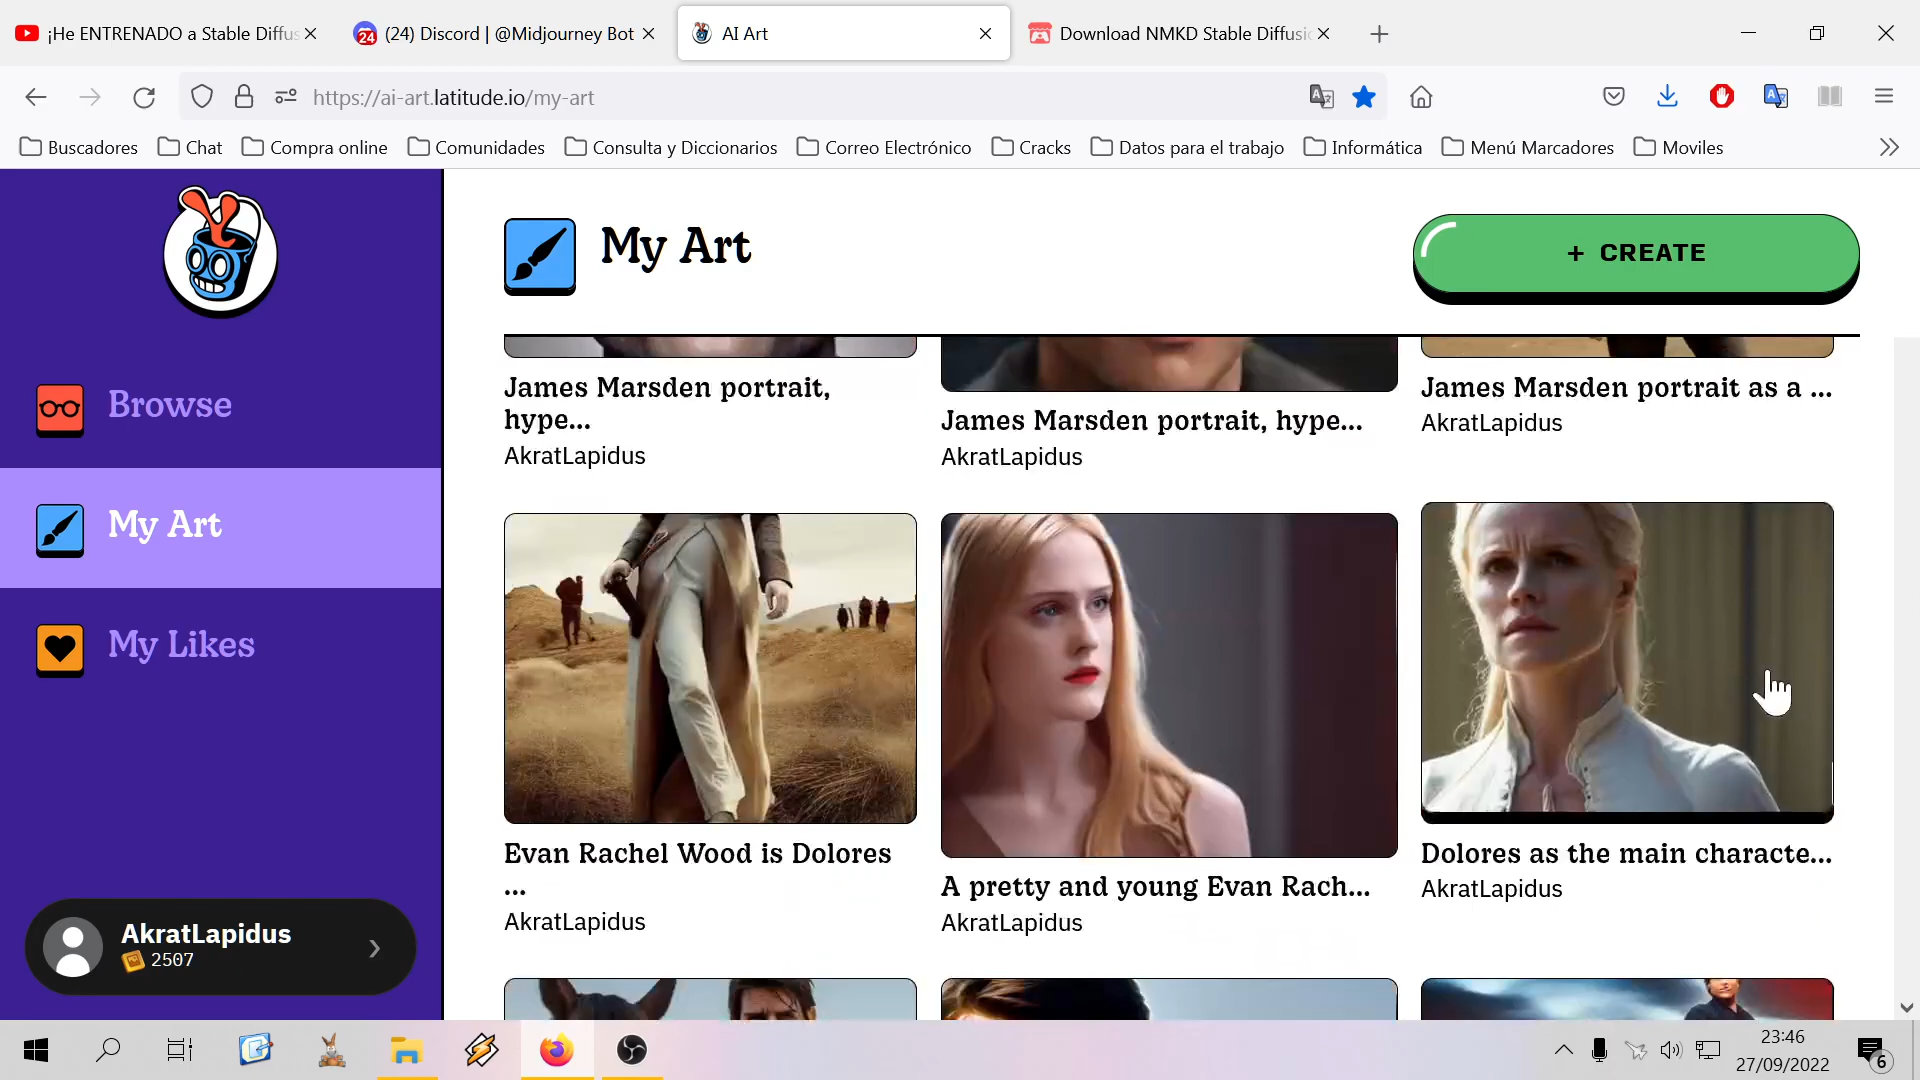 ¡He ENTRENADO a Stable Diffus
(24) Discord | @Midjourney Bot
AI Art
Download NMKD Stable Diffusio
24
https://ai-art.latitude.io/my-art
Buscadores
Chat
Compra online
Comunidades
Consulta y Diccionarios
Correo Electrónico
Cracks
Datos para el trabajo
Informática
Menú Marcadores
Moviles
My Art
+ CREATE
Browse
My Art
My Likes
AkratLapidus
2507
James Marsden portrait,
hype...
AkratLapidus
James Marsden portrait, hype...
AkratLapidus
James Marsden portrait as a ...
AkratLapidus
Evan Rachel Wood is Dolores
...
AkratLapidus
A pretty and young Evan Rach...
AkratLapidus
Dolores as the main characte...
AkratLapidus
23:46
27/09/2022
6